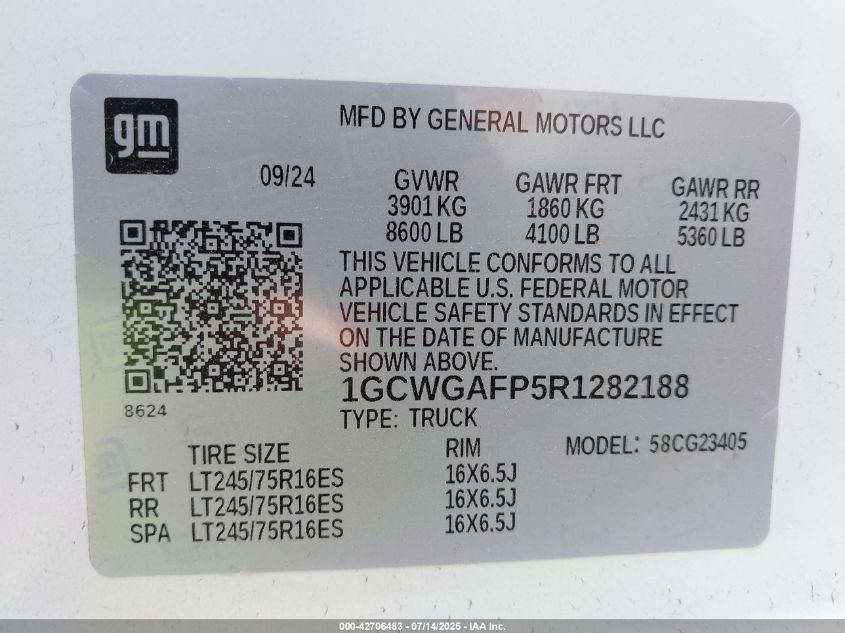 gm
MFD BY GENERAL MOTORS LLC
09/24
GVWR GAWR FRT GAWR RR
3901 KG 1860 KG 2431 KG
8600 LB 4100 LB 5360 LB
THIS VEHICLE CONFORMS TO ALL
APPLICABLE U.S. FEDERAL MOTOR
VEHICLE SAFETY STANDARDS IN EFFECT
ON THE DATE OF MANUFACTURE
SHOWN ABOVE.
1GCWGAFP5R1282188
8624
TYPE: TRUCK
TIRE SIZE RIM MODEL: 58CG23405
FRT LT245/75R16ES 16X6.5J
RR LT245/75R16ES 16X6.5J
SPA LT245/75R16ES 16X6.5J
000-42706483 - 07/14/2025 - IAA Inc.